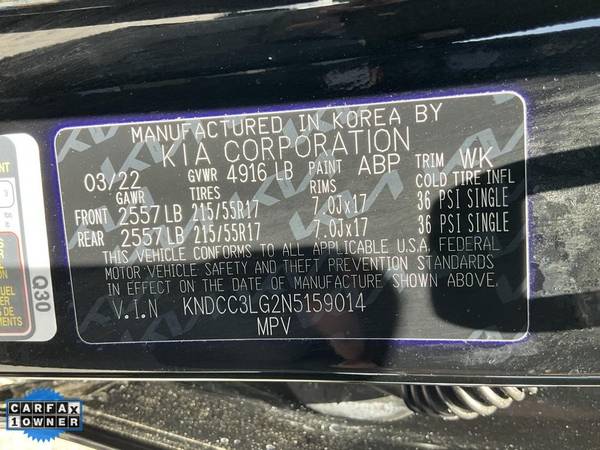 MANUFACTURED IN KOREA BY
KIA CORPORATION
03/22 GVWR 4916 LB PAINT ABP TRIM WK
GAWR TIRES RIMS COLD TIRE INFL
FRONT 2557 LB 215/55R17 7.0Jx17 36 PSI SINGLE
REAR 2557 LB 215/55R17 7.0Jx17 36 PSI SINGLE
THIS VEHICLE CONFORMS TO ALL APPLICABLE U.S.A. FEDERAL
MOTOR VEHICLE SAFETY AND THEFT PREVENTION STANDARDS
IN EFFECT ON THE DATE OF MANUFACTURE SHOWN ABOVE.
V.I.N KNDCC3LG2N5159014
MPV
Q30
CARFAX
1 OWNER